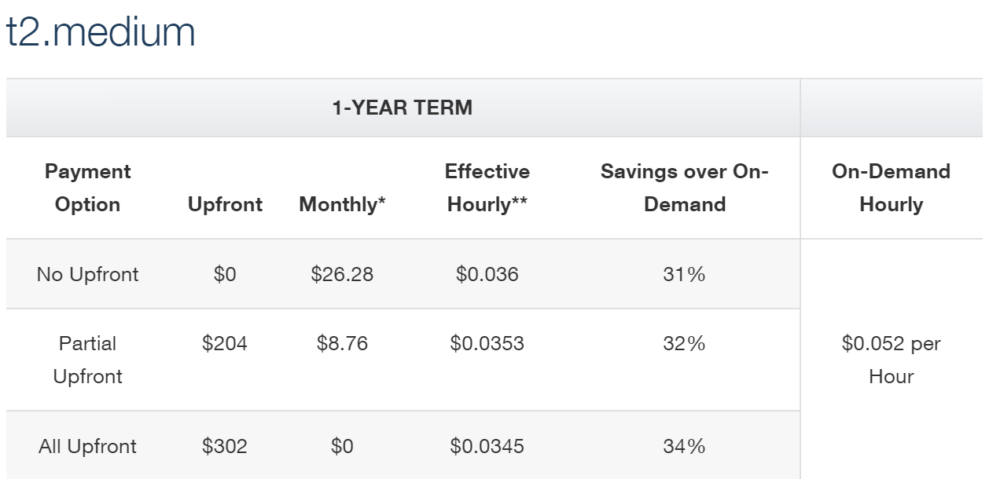 t2.medium
1-YEAR TERM
Payment Option Upfront Monthly* Effective Hourly** Savings over On-Demand On-Demand Hourly
No Upfront $0 $26.28 $0.036 31%
Partial Upfront $204 $8.76 $0.0353 32% $0.052 per Hour
All Upfront $302 $0 $0.0345 34%